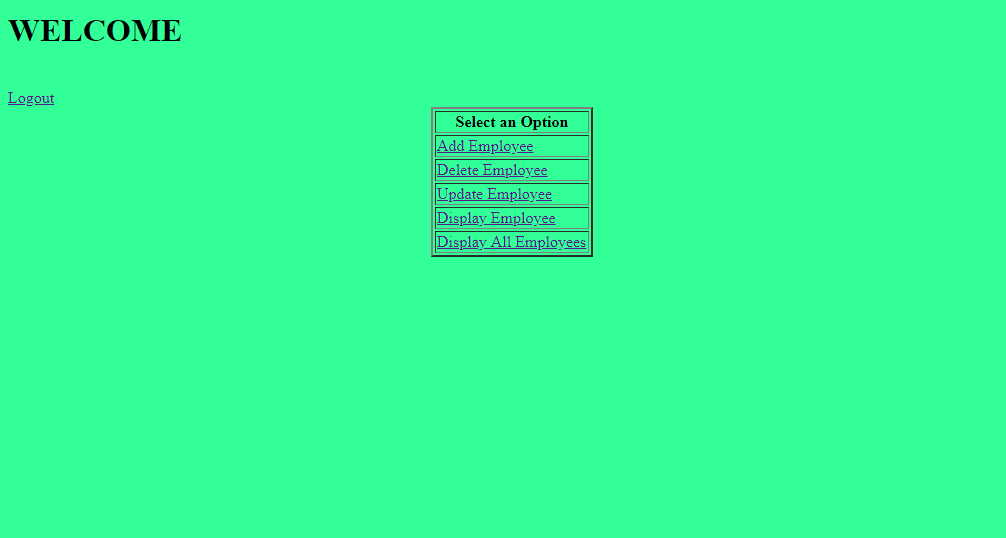 WELCOME
Logout
Select an Option
Add Employee
Delete Employee
Update Employee
Display Employee
Display All Employees